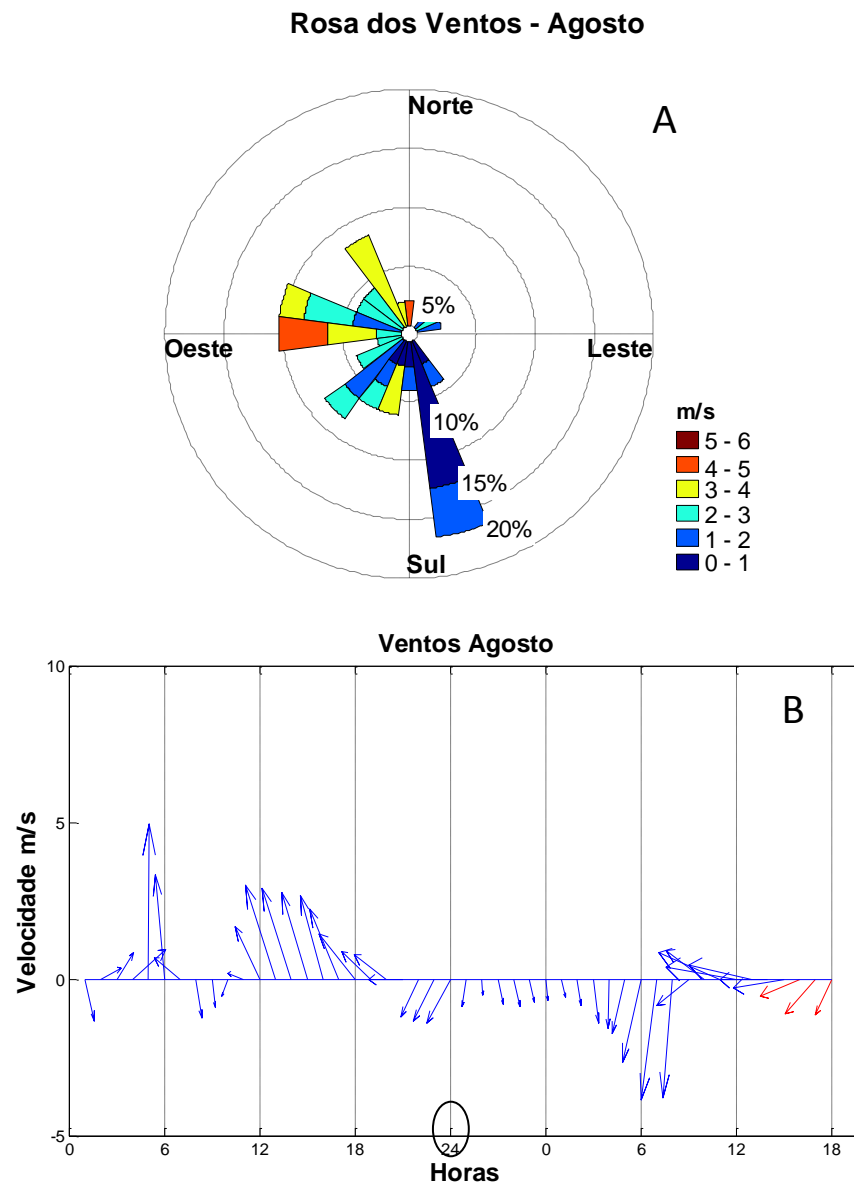 Rosa dos Ventos - Agosto
Norte
A
5%
Oeste
Leste
10%
15%
20%
Sul
m/s
5 - 6
4 - 5
3 - 4
2 - 3
1 - 2
0 - 1
Ventos Agosto
B
10
5
0
-5
Velocidade m/s
0 6 12 18 24 0 6 12 18
Horas